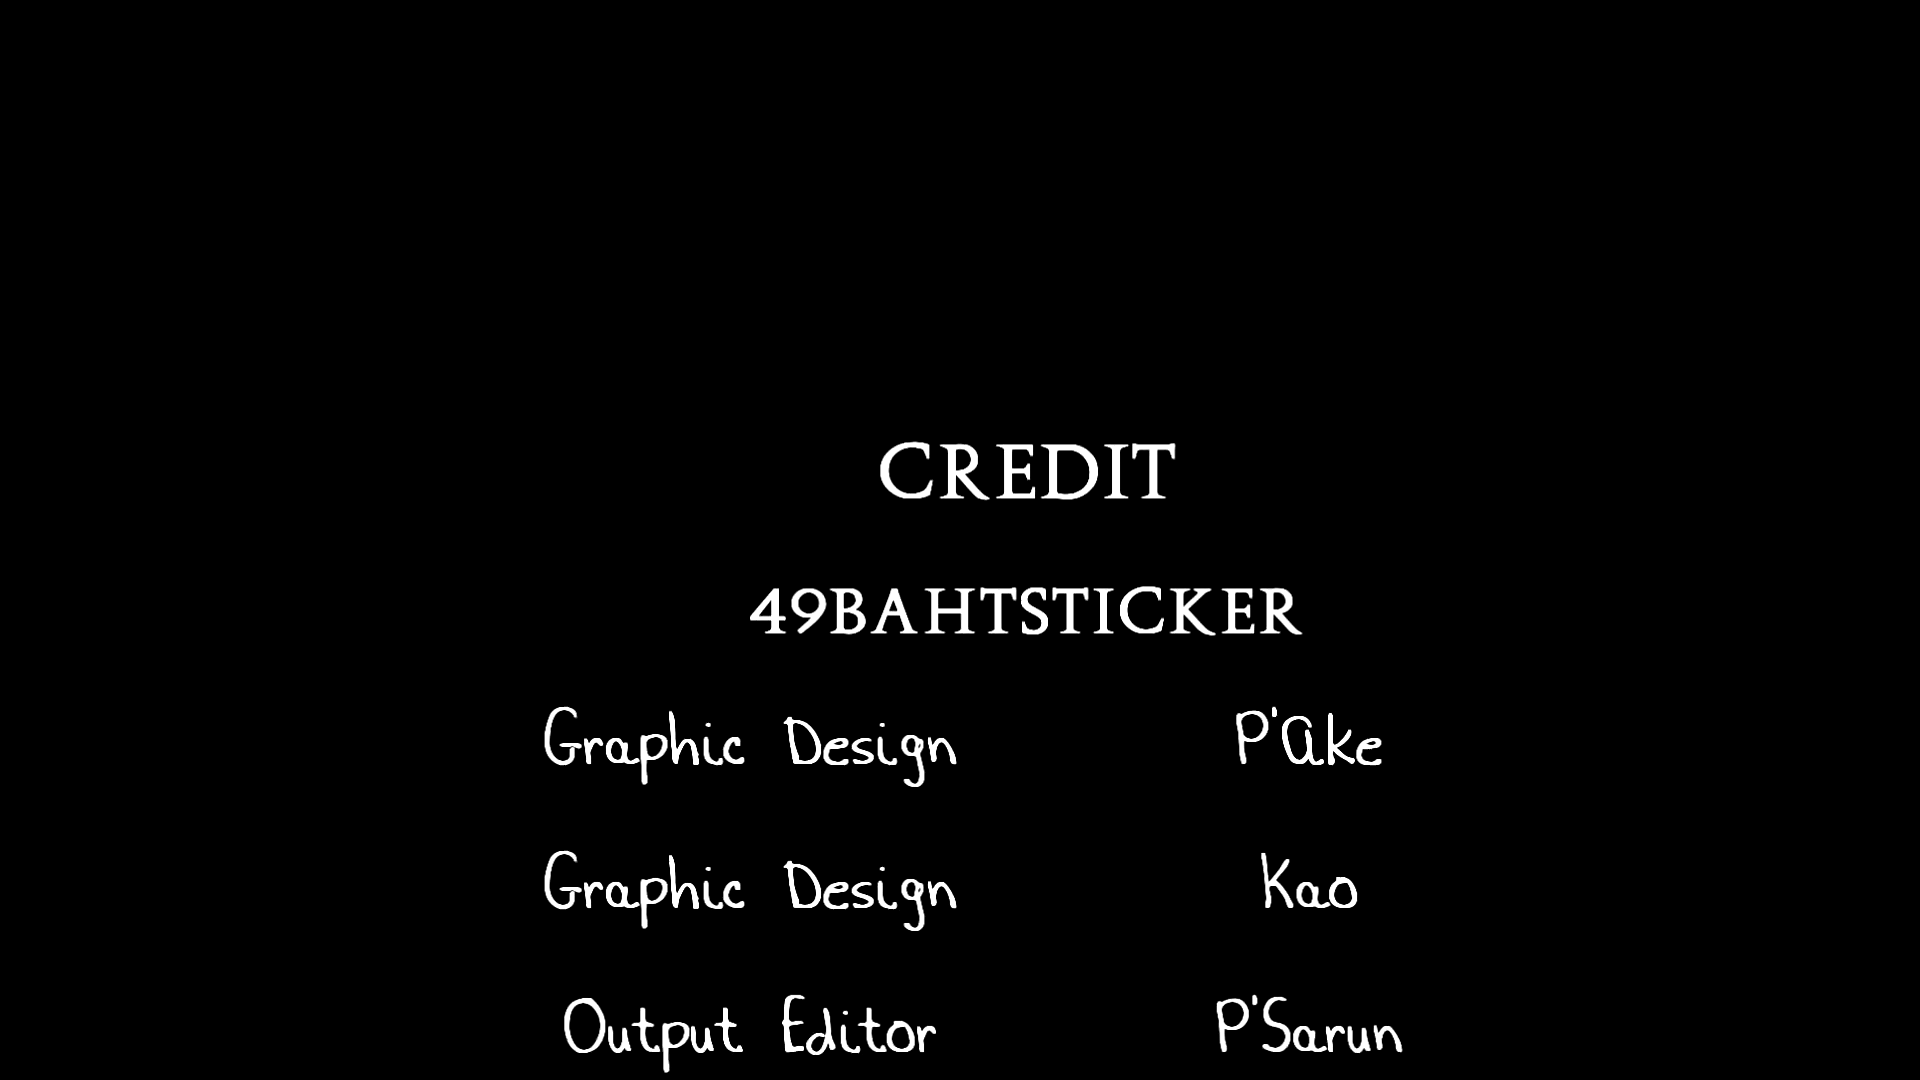 CREDIT
49BAHTSTICKER
Graphic Design P'Ake
Graphic Design Kao
Output Editor P'Sarun